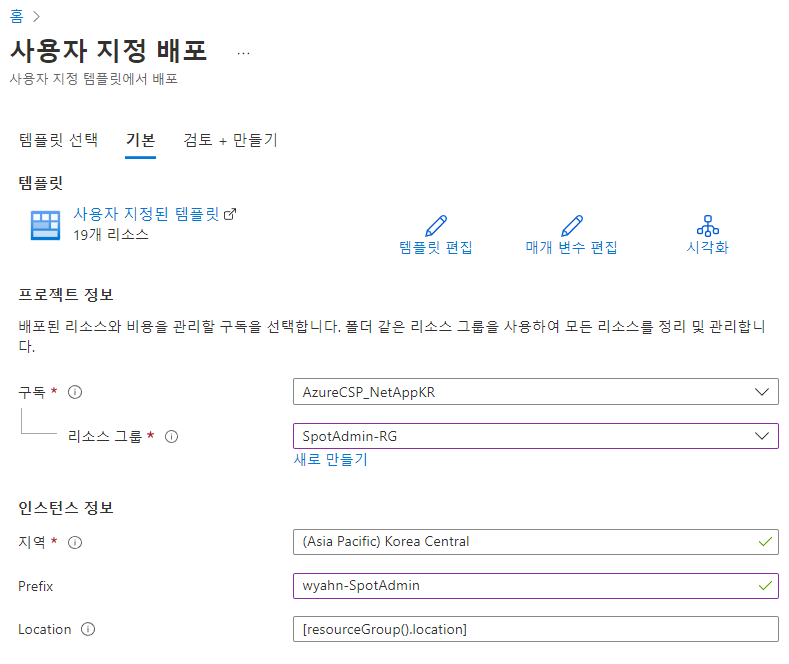 홈
사용자 지정 배포 ...
사용자 지정 템플릿에서 배포
템플릿 선택 기본 검토 + 만들기
템플릿
사용자 지정된 템플릿
19개 리소스
템플릿 편집 매개 변수 편집 시각화
프로젝트 정보
배포된 리소스와 비용을 관리할 구독을 선택합니다. 폴더 같은 리소스 그룹을 사용하여 모든 리소스를 정리 및 관리합니
다.
구독 * AzureCSP_NetAppKR
리소스 그룹 * SpotAdmin-RG
새로 만들기
인스턴스 정보
지역 * (Asia Pacific) Korea Central
Prefix wyahn-SpotAdmin
Location [resourceGroup().location]